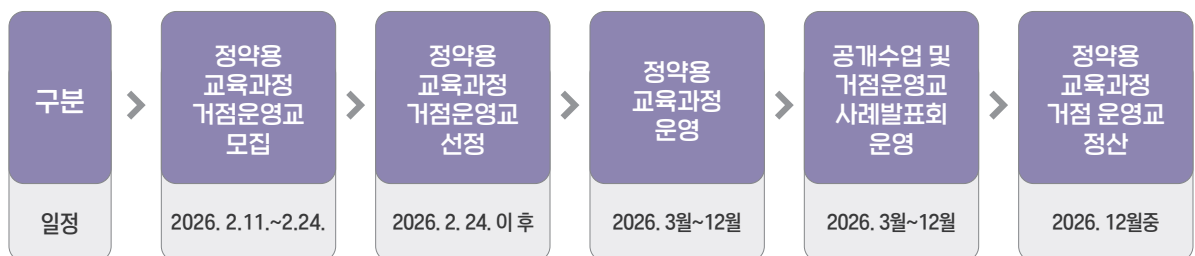 구분
정약용
교육과정
거점운영교
모집
정약용
교육과정
거점운영교
선정
정약용
교육과정
운영
공개수업 및
거점운영교
사례발표회
운영
정약용
교육과정
거점 운영교
정산
일정
2026. 2.11.~2.24.
2026. 2. 24. 이 후
2026. 3월~12월
2026. 3월~12월
2026. 12월중